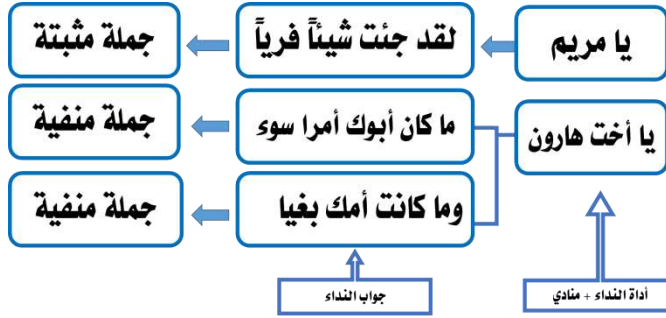 يا مريم
لقد جئت شيئاً فرياً
جملة مثبتة
يا أخت هارون
ما كان أبوك أمرا سوء
جملة منفية
وما كانت أمك بغيا
جملة منفية
أداة النداء + منادي
جواب النداء